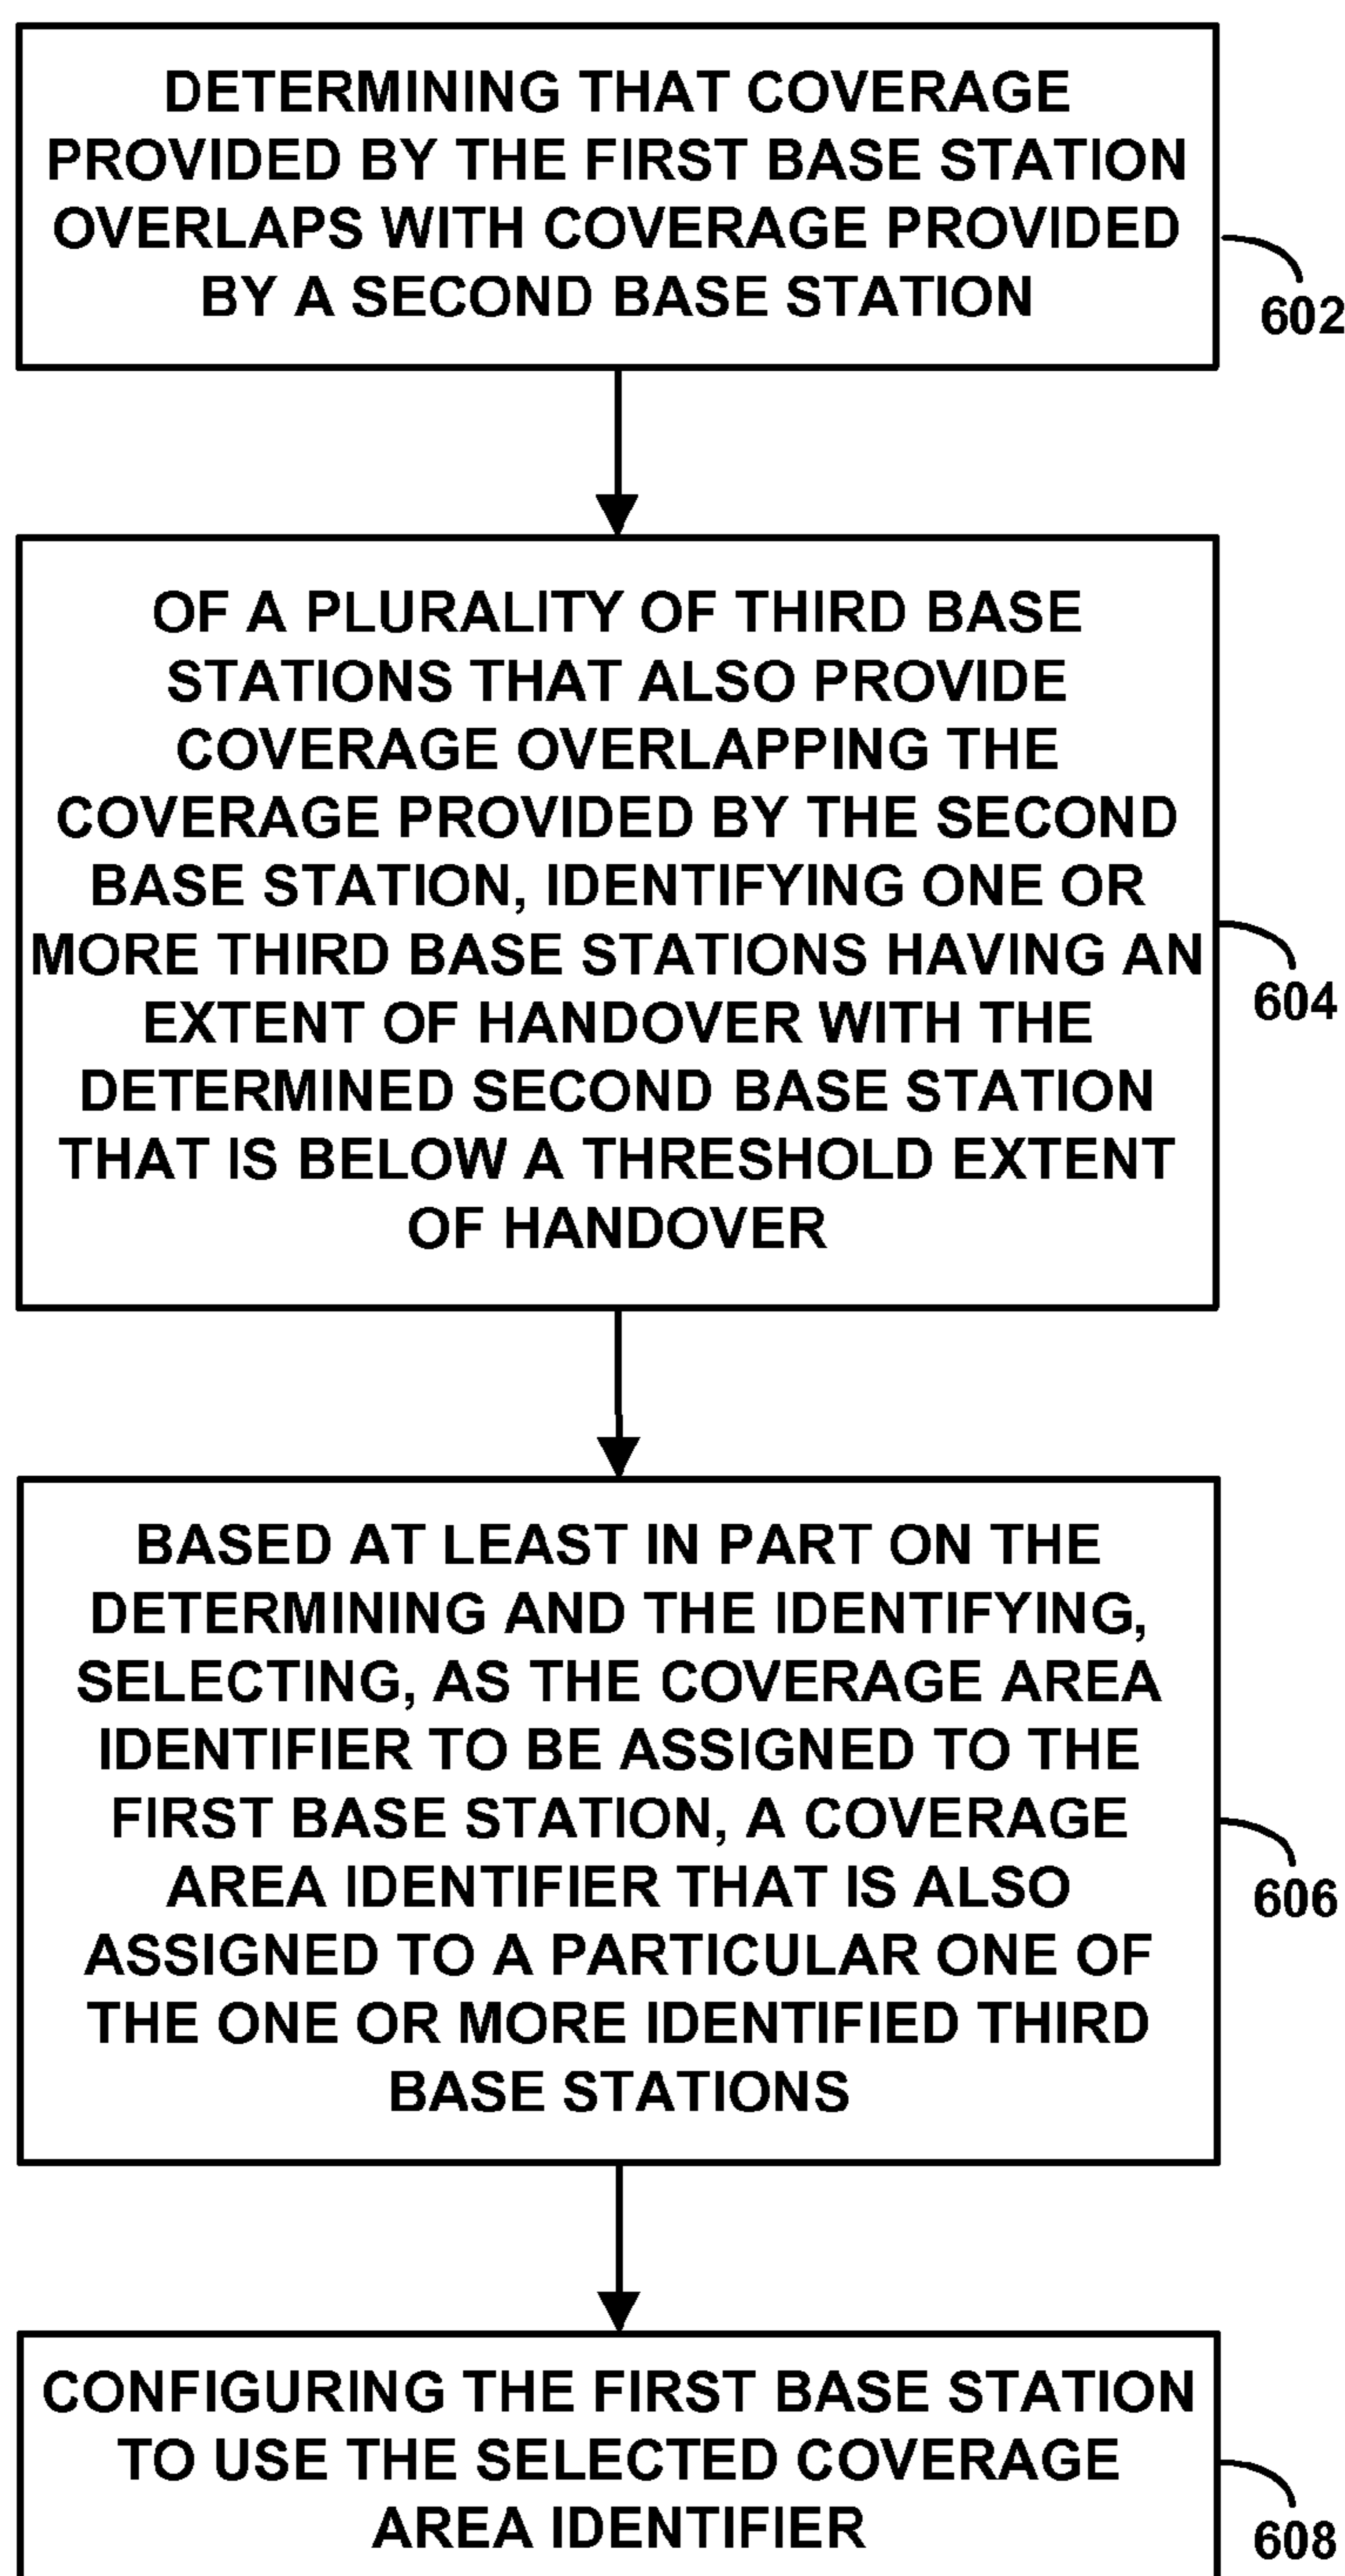 DETERMINING THAT COVERAGE
PROVIDED BY THE FIRST BASE STATION
OVERLAPS WITH COVERAGE PROVIDED
BY A SECOND BASE STATION
602
OF A PLURALITY OF THIRD BASE
STATIONS THAT ALSO PROVIDE
COVERAGE OVERLAPPING THE
COVERAGE PROVIDED BY THE SECOND
BASE STATION, IDENTIFYING ONE OR
MORE THIRD BASE STATIONS HAVING AN
EXTENT OF HANDOVER WITH THE
DETERMINED SECOND BASE STATION
THAT IS BELOW A THRESHOLD EXTENT
OF HANDOVER
604
BASED AT LEAST IN PART ON THE
DETERMINING AND THE IDENTIFYING,
SELECTING, AS THE COVERAGE AREA
IDENTIFIER TO BE ASSIGNED TO THE
FIRST BASE STATION, A COVERAGE
AREA IDENTIFIER THAT IS ALSO
ASSIGNED TO A PARTICULAR ONE OF
THE ONE OR MORE IDENTIFIED THIRD
BASE STATIONS
606
CONFIGURING THE FIRST BASE STATION
TO USE THE SELECTED COVERAGE
AREA IDENTIFIER
608